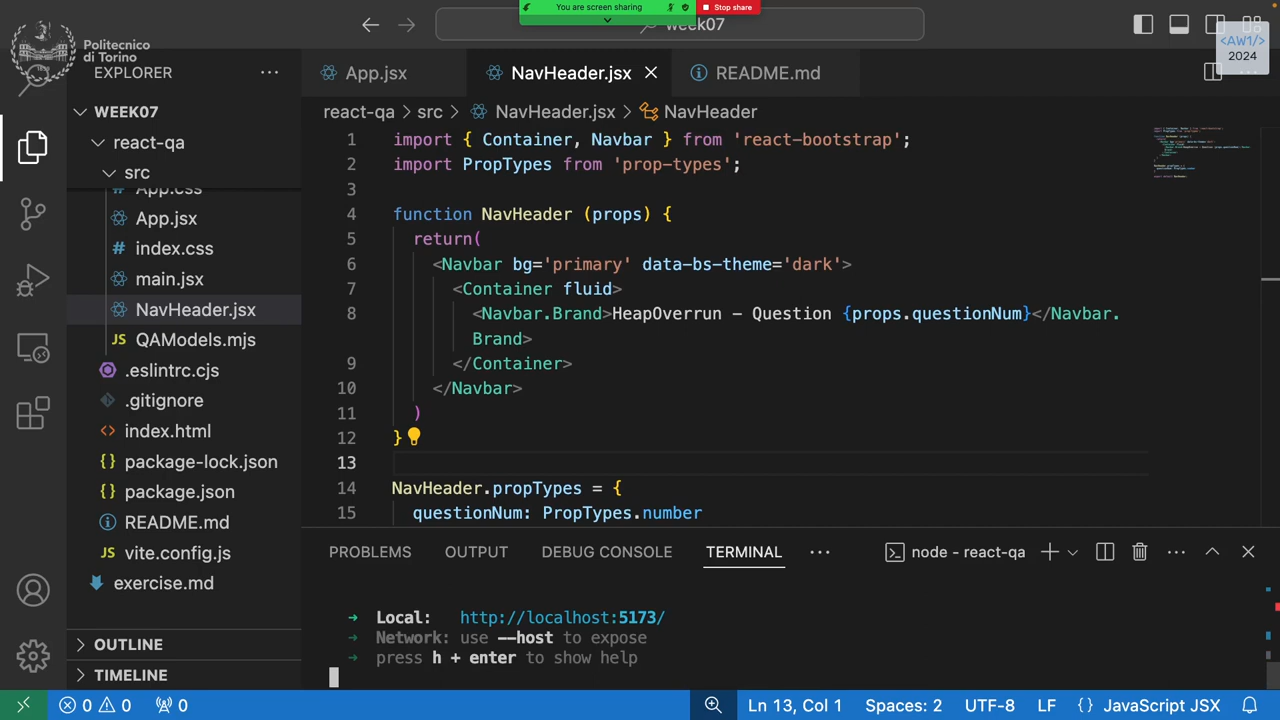 You are screen sharing
Stop share
week07
<AW1/>
2024
Politecnico
di Torino
EXPLORER
WEEK07
react-qa
src
App.css
App.jsx
index.css
main.jsx
NavHeader.jsx
QAModels.mjs
.eslintrc.cjs
.gitignore
index.html
package-lock.json
package.json
README.md
vite.config.js
exercise.md
OUTLINE
TIMELINE
App.jsx
NavHeader.jsx
README.md
react-qa > src > NavHeader.jsx > NavHeader
1 import { Container, Navbar } from 'react-bootstrap';
2 import PropTypes from 'prop-types';
3
4 function NavHeader (props) {
5 return(
6 <Navbar bg='primary' data-bs-theme='dark'>
7 <Container fluid>
8 <Navbar.Brand>HeapOverrun - Question {props.questionNum}</Navbar.
Brand>
9 </Container>
10 </Navbar>
11 )
12 }
13
14 NavHeader.propTypes = {
15 questionNum: PropTypes.number
PROBLEMS OUTPUT DEBUG CONSOLE TERMINAL ··· node - react-qa
➜ Local: http://localhost:5173/
➜ Network: use --host to expose
➜ press h + enter to show help
0 0 0 Ln 13, Col 1 Spaces: 2 UTF-8 LF {} JavaScript JSX